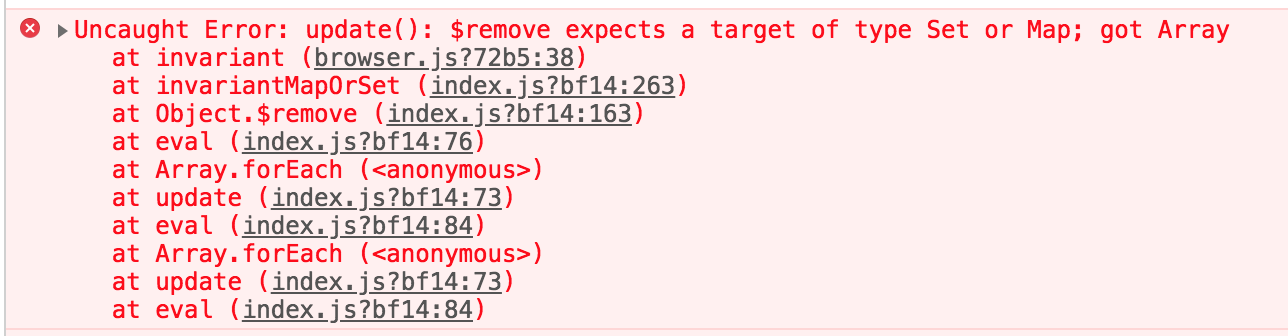 Uncaught Error: update(): $remove expects a target of type Set or Map; got Array
at invariant (browser.js?72b5:38)
at invariantMapOrSet (index.js?bf14:263)
at Object.$remove (index.js?bf14:163)
at eval (index.js?bf14:76)
at Array.forEach (<anonymous>)
at update (index.js?bf14:73)
at eval (index.js?bf14:84)
at Array.forEach (<anonymous>)
at update (index.js?bf14:73)
at eval (index.js?bf14:84)